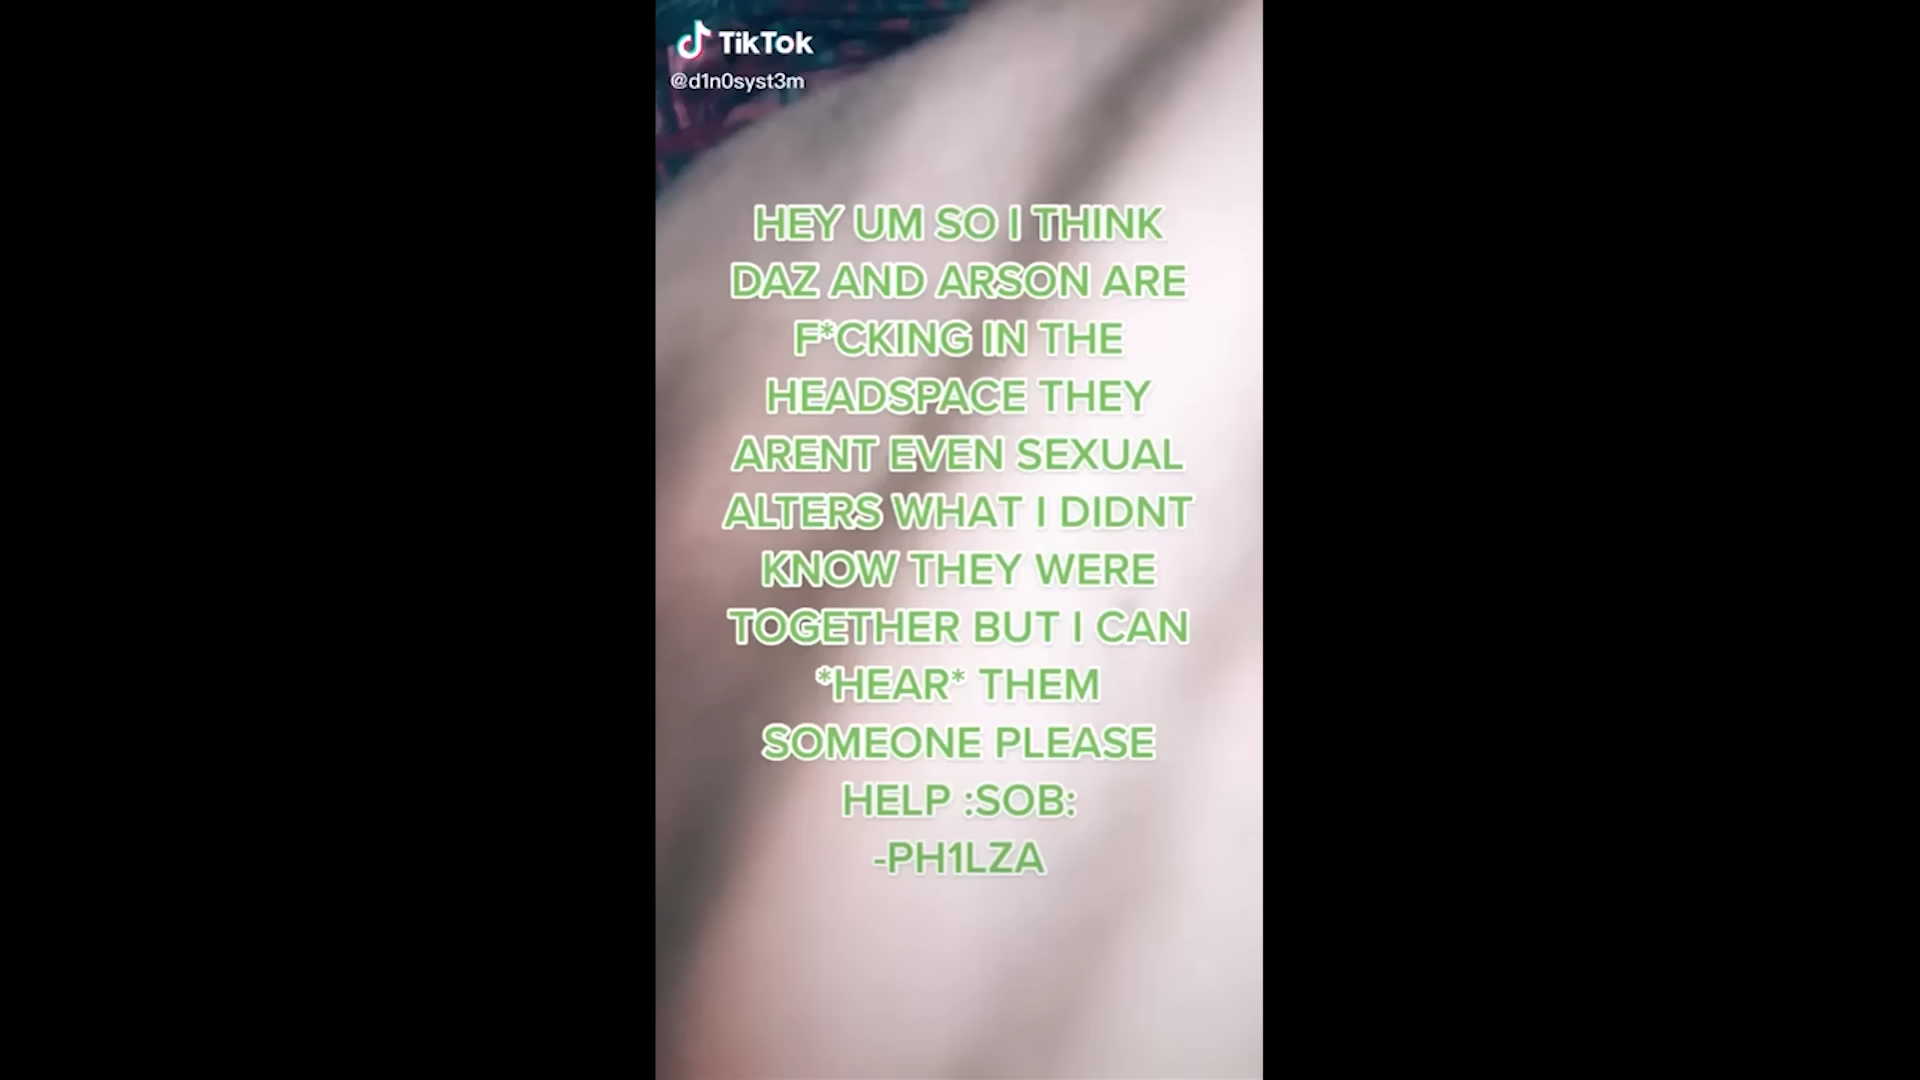 TikTok
@d1n0syst3m
HEY UM SO I THINK
DAZ AND ARSON ARE
F*CKING IN THE
HEADSPACE THEY
ARENT EVEN SEXUAL
ALTERS WHAT I DIDNT
KNOW THEY WERE
TOGETHER BUT I CAN
*HEAR* THEM
SOMEONE PLEASE
HELP :SOB:
-PH1LZA